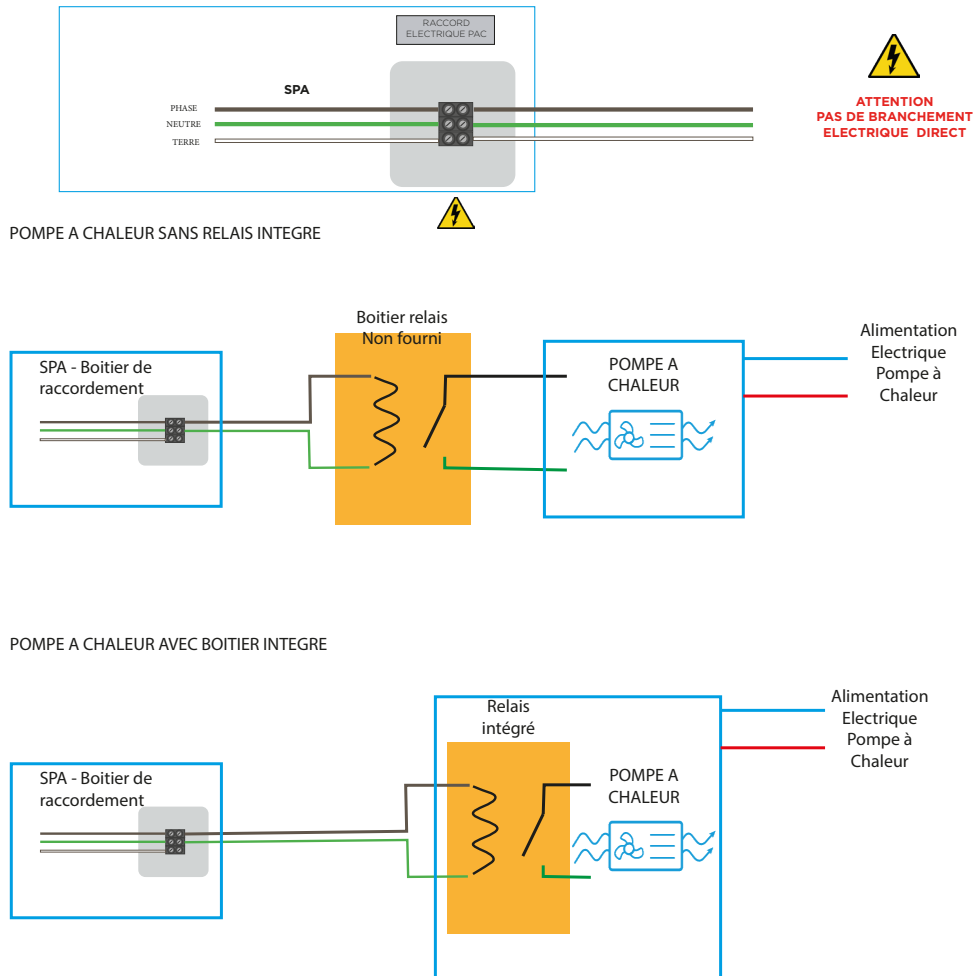 RACCORD
ELECTRIQUE PAC
SPA
PHASE
NEUTRE
TERRE
ATTENTION
PAS DE BRANCHEMENT
ELECTRIQUE DIRECT
POMPE A CHALEUR SANS RELAIS INTEGRE
Boitier relais
Non fourni
SPA - Boitier de
raccordement
POMPE A
CHALEUR
Alimentation
Electrique
Pompe à
Chaleur
POMPE A CHALEUR AVEC BOITIER INTEGRE
Relais
intégré
SPA - Boitier de
raccordement
POMPE A
CHALEUR
Alimentation
Electrique
Pompe à
Chaleur